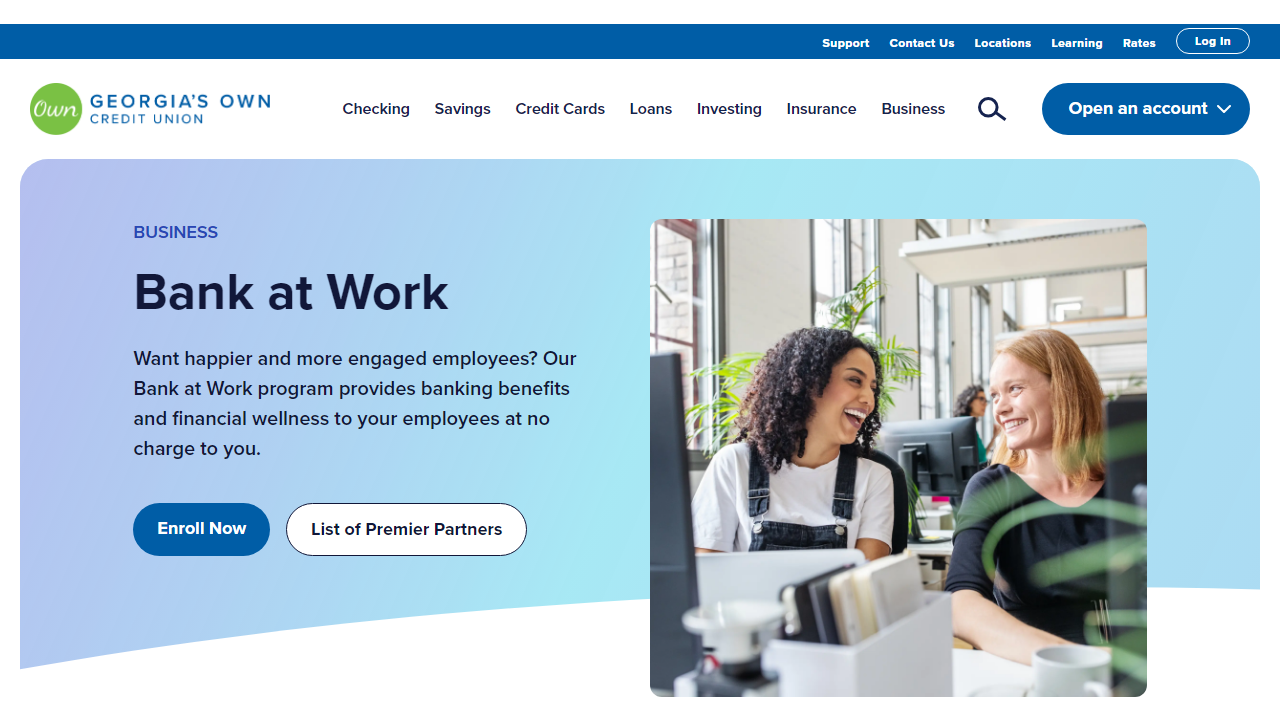 Support Contact Us Locations Learning Rates Log In
Own GEORGIA'S OWN
CREDIT UNION
Checking Savings Credit Cards Loans Investing Insurance Business Open an account
BUSINESS
Bank at Work
Want happier and more engaged employees? Our
Bank at Work program provides banking benefits
and financial wellness to your employees at no
charge to you.
Enroll Now List of Premier Partners